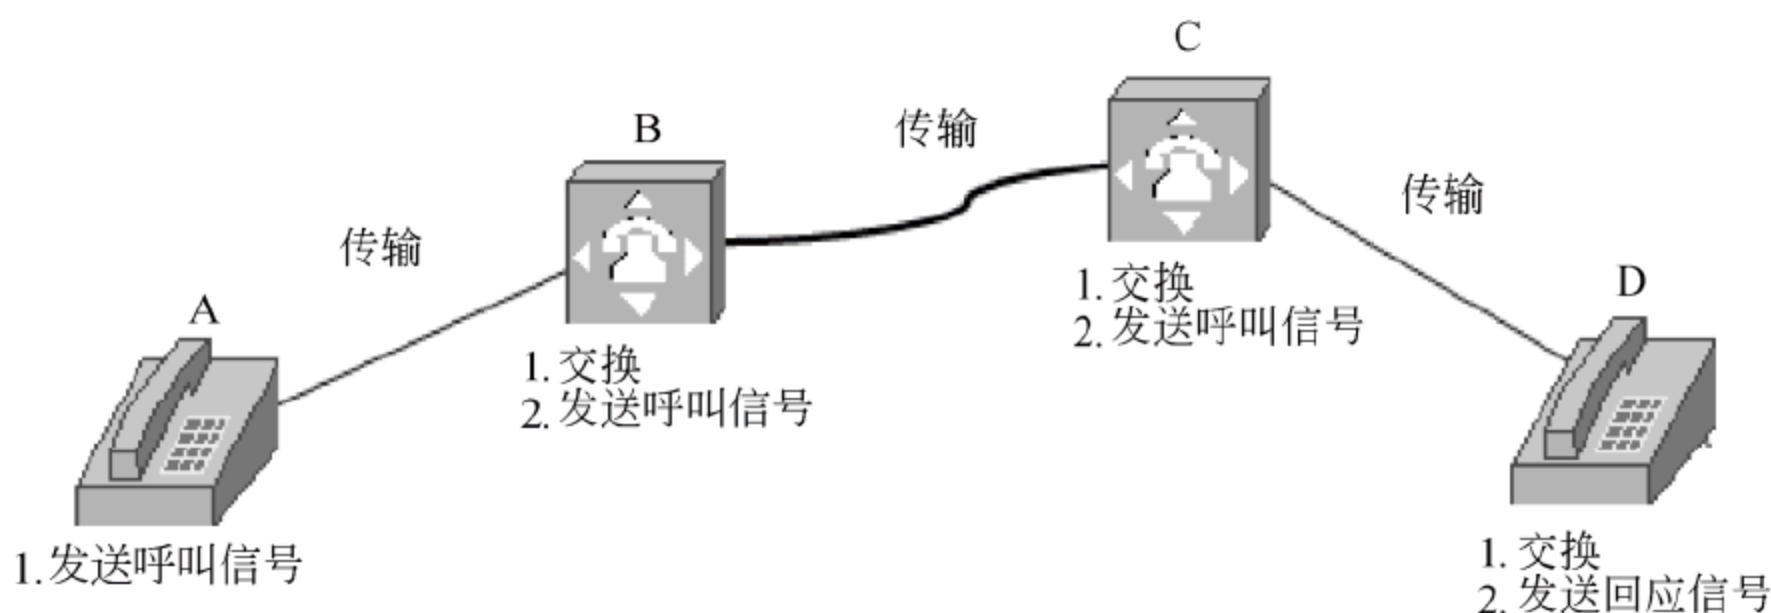 C
传输
B
传输
传输
1. 交换
2. 发送呼叫信号
D
A
1. 交换
2. 发送呼叫信号
1. 发送呼叫信号
1. 交换
2. 发送回应信号